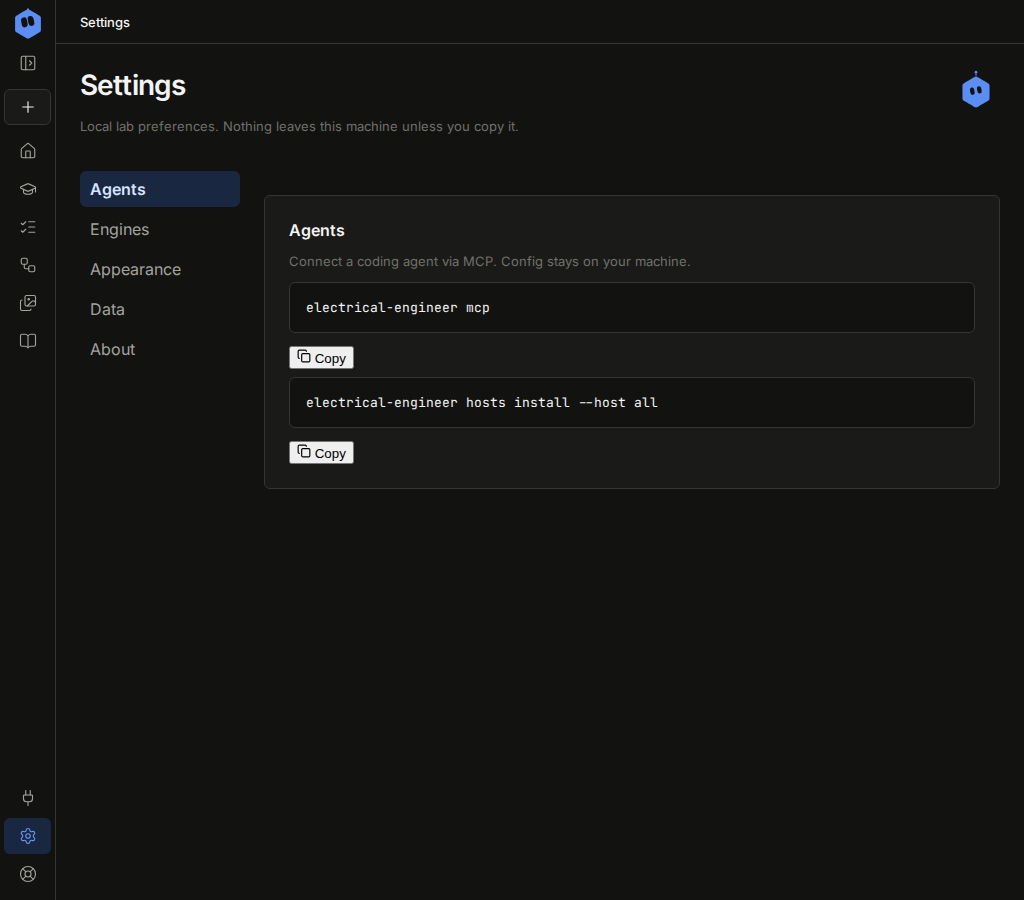 Settings
Settings
Local lab preferences. Nothing leaves this machine unless you copy it.
Agents
Engines
Appearance
Data
About
Agents
Connect a coding agent via MCP. Config stays on your machine.
electrical-engineer mcp
Copy
electrical-engineer hosts install --host all
Copy